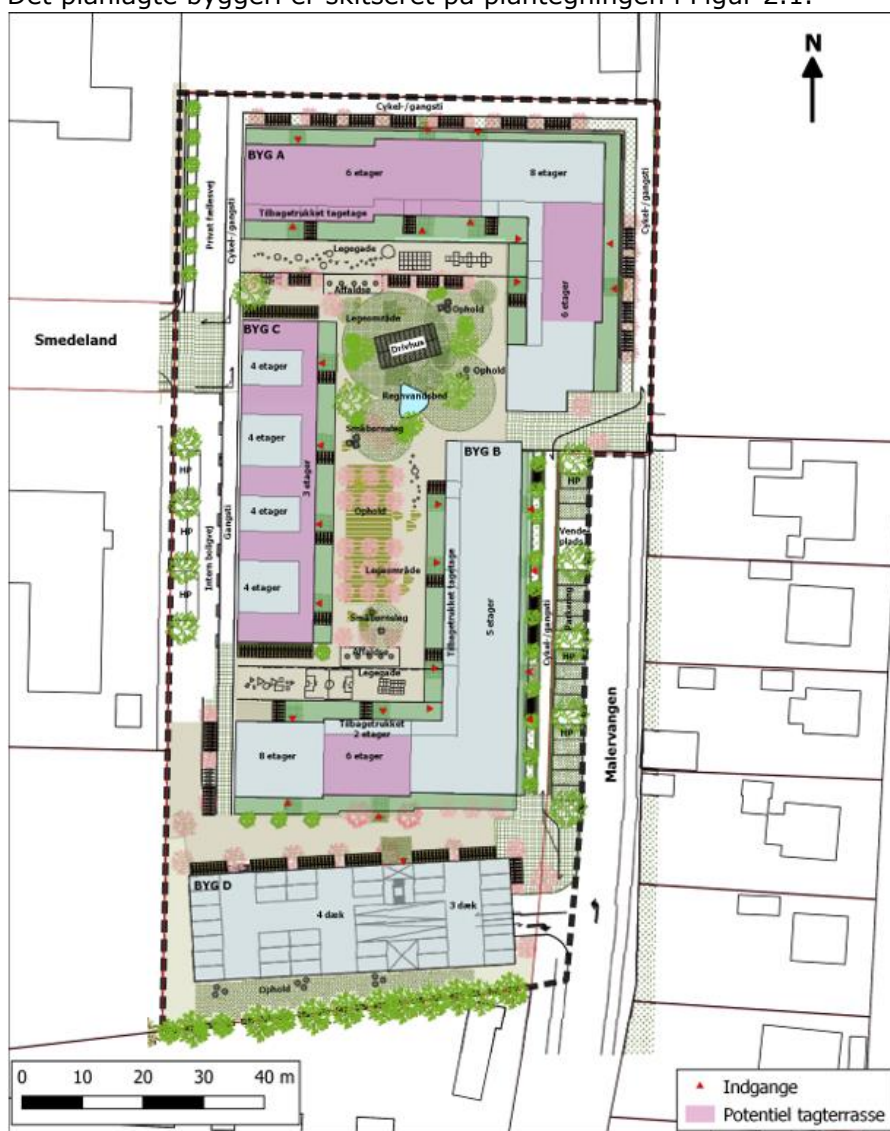 Det planlagte byggeri er skitseret på plantegningen i Figur 2.1.
N
Cykel-/gangsti
BYG A
6 etager
8 etager
Tilbagetrukket tagetage
Privat fællesvej
Cykel-/gangsti
Cykel-/gangsti
Legegade
Affaldsø
Legeområde
Ophold
6 etager
Smedeland
BYG C
Drivhus
4 etager
Ophold
Regnvandsbed
Småbørnsleg
4 etager
3 etager
BYG B
HP
HP
Gangsti
Ophold
4 etager
Vende
plads
HP
Intern boligvej
Legeområde
Tilbagetrukket tagetage
5 etager
Parkering
4 etager
HP
Småbørnsleg
Cykel-/gangsti
HP
Affaldsø
Legegade
HP
Tilbagetrukket
2 etager
8 etager
6 etager
Malervangen
BYG D
4 dæk
3 dæk
Ophold
0 10 20 30 40 m
Indgange
Potentiel tagterrasse